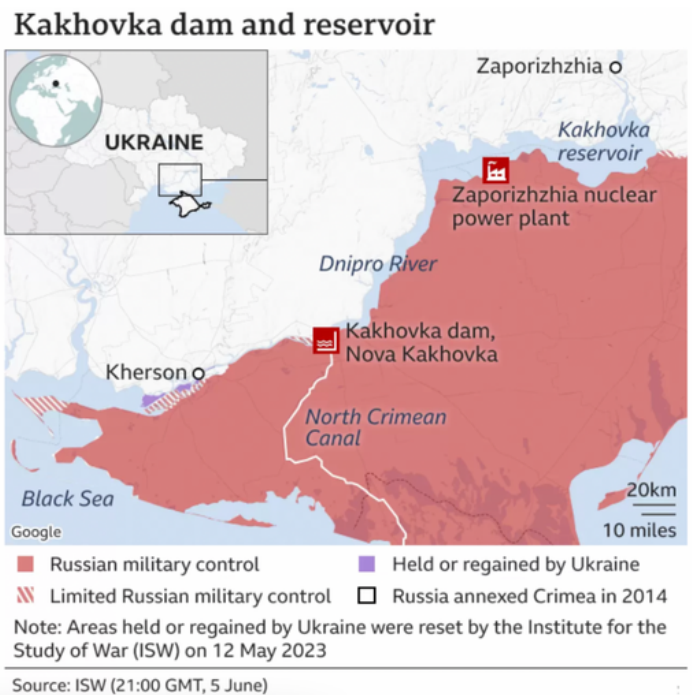 Kakhovka dam and reservoir
Zaporizhzhia
UKRAINE
Kakhovka
reservoir
Zaporizhzhia nuclear
power plant
Dnipro River
Kakhovka dam,
Nova Kakhovka
Kherson
North Crimean
Canal
Black Sea
20km
10 miles
Google
Russian military control
Held or regained by Ukraine
Limited Russian military control
Russia annexed Crimea in 2014
Note: Areas held or regained by Ukraine were reset by the Institute for the
Study of War (ISW) on 12 May 2023
Source: ISW (21:00 GMT, 5 June)